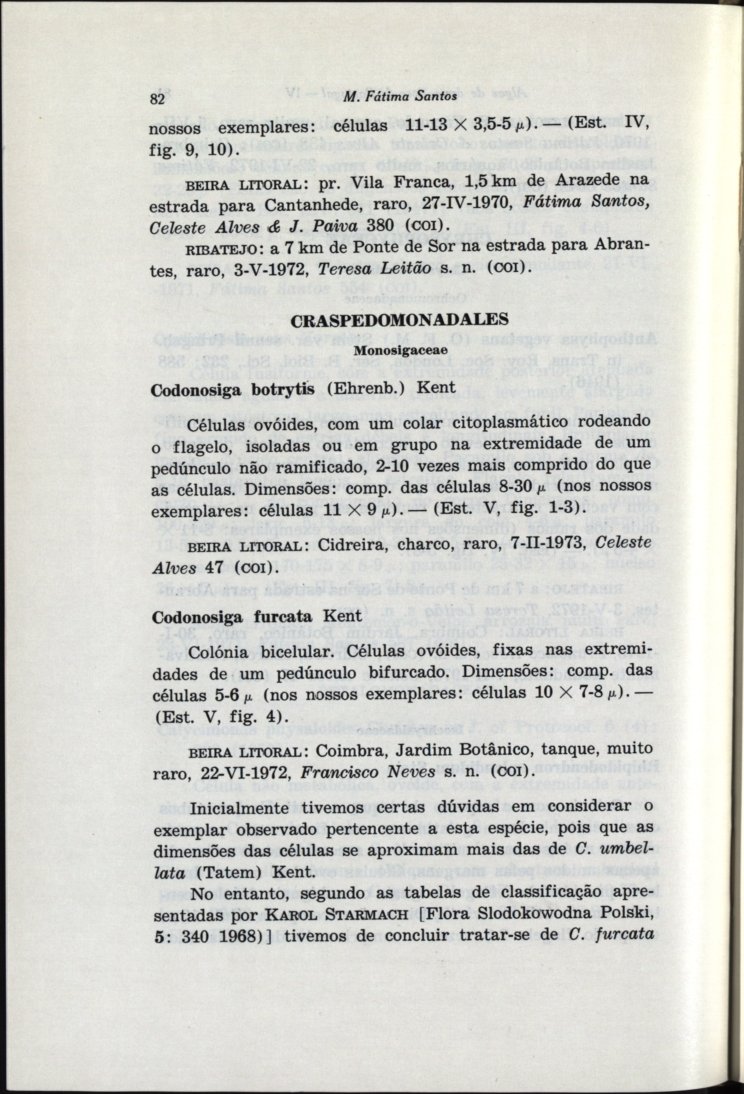 82
M. Fátima Santos
nossos exemplares: células 11-13 × 3,5-5 μ). — (Est. IV,
fig. 9, 10).
BEIRA LITORAL: pr. Vila Franca, 1,5 km de Arazede na
estrada para Cantanhede, raro, 27-IV-1970, Fátima Santos,
Celeste Alves & J. Paiva 380 (COI).
RIBATEJO: a 7 km de Ponte de Sor na estrada para Abran-
tes, raro, 3-V-1972, Teresa Leitão s. n. (COI).
CRASPEDOMONADALES
Monosigaceae
Codonosiga botrytis (Ehrenb.) Kent
Células ovóides, com um colar citoplasmático rodeando
o flagelo, isoladas ou em grupo na extremidade de um
pedúnculo não ramificado, 2-10 vezes mais comprido do que
as células. Dimensões: comp. das células 8-30 μ (nos nossos
exemplares: células 11 × 9 μ). — (Est. V, fig. 1-3).
BEIRA LITORAL: Cidreira, charco, raro, 7-II-1973, Celeste
Alves 47 (COI).
Codonosiga furcata Kent
Colónia bicelular. Células ovóides, fixas nas extremi-
dades de um pedúnculo bifurcado. Dimensões: comp. das
células 5-6 μ (nos nossos exemplares: células 10 × 7-8 μ). —
(Est. V, fig. 4).
BEIRA LITORAL: Coimbra, Jardim Botânico, tanque, muito
raro, 22-VI-1972, Francisco Neves s. n. (COI).
Inicialmente tivemos certas dúvidas em considerar o
exemplar observado pertencente a esta espécie, pois que as
dimensões das células se aproximam mais das de C. umbel-
lata (Tatem) Kent.
No entanto, segundo as tabelas de classificação apre-
sentadas por KAROL STARMACH [Flora Slodokowodna Polski,
5: 340 1968)] tivemos de concluir tratar-se de C. furcata